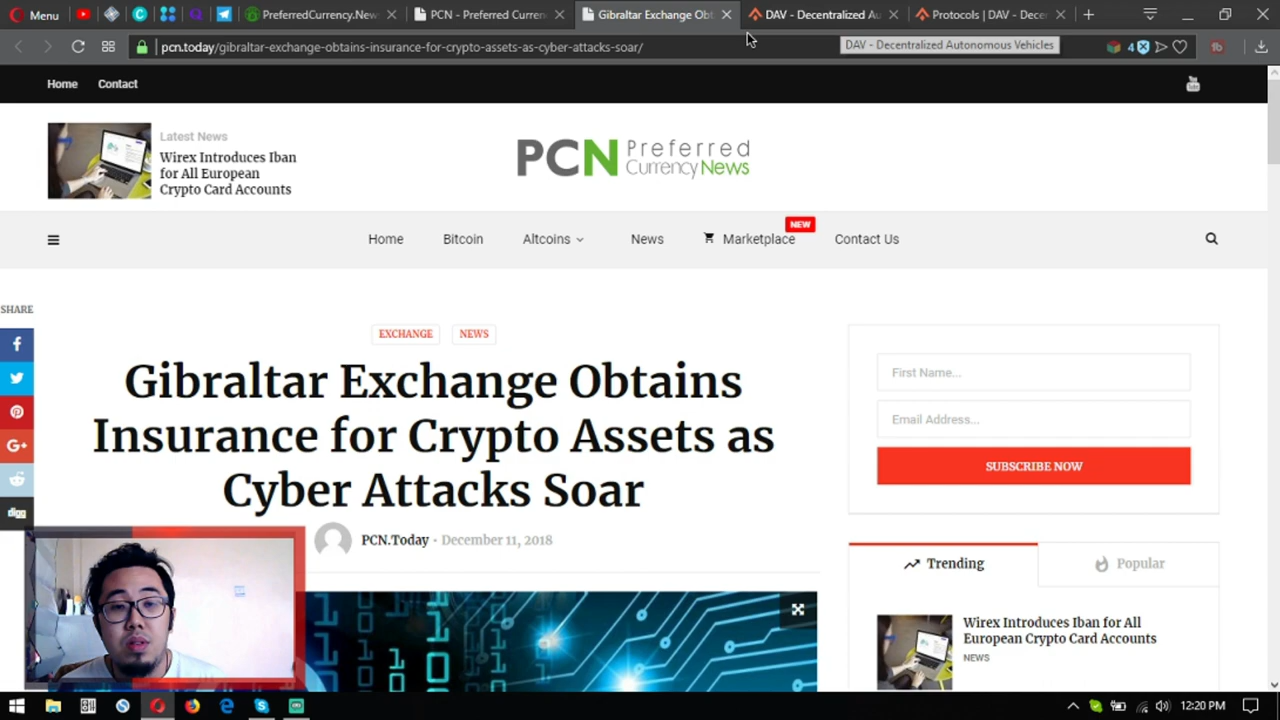 Menu
PreferredCurrency.New
PCN - Preferred Curren
Gibraltar Exchange Obt
DAV - Decentralized Au
Protocols | DAV - Dece
pcn.today/gibraltar-exchange-obtains-insurance-for-crypto-assets-as-cyber-attacks-soar/
DAV - Decentralized Autonomous Vehicles
4
Home
Contact
You
Tube
Latest News
Wirex Introduces Iban
for All European
Crypto Card Accounts
PCN Preferred
Currency News
Home
Bitcoin
Altcoins
News
Marketplace
NEW
Contact Us
SHARE
EXCHANGE
NEWS
Gibraltar Exchange Obtains
Insurance for Crypto Assets as
Cyber Attacks Soar
PCN.Today • December 11, 2018
First Name...
Email Address...
SUBSCRIBE NOW
Trending
Popular
Wirex Introduces Iban for All
European Crypto Card Accounts
NEWS
12:20 PM